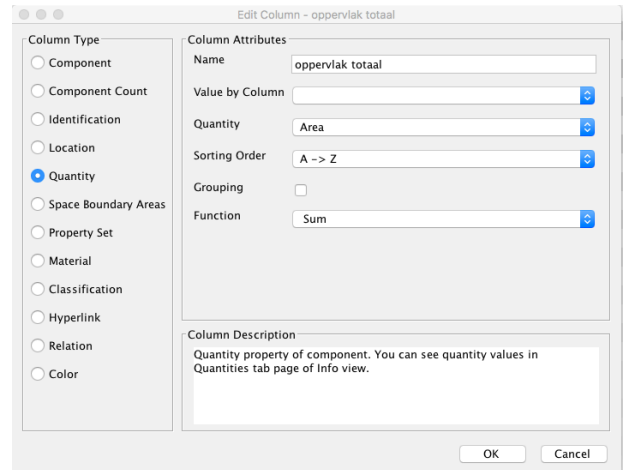 Edit Column - oppervlak totaal
Column Type
Component
Component Count
Identification
Location
Quantity
Space Boundary Areas
Property Set
Material
Classification
Hyperlink
Relation
Color
Column Attributes
Name oppervlak totaal
Value by Column
Quantity Area
Sorting Order A -> Z
Grouping
Function Sum
Column Description
Quantity property of component. You can see quantity values in
Quantities tab page of Info view.
OK Cancel